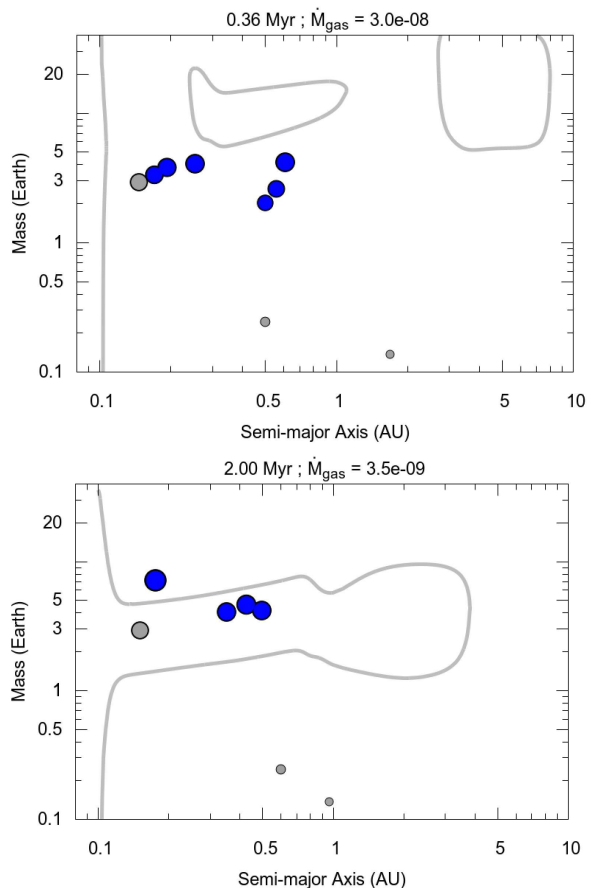 0.36 Myr ; Ṁgas = 3.0e-08
20
5
3
1
0.5
0.1
Mass (Earth)
0.1 0.5 1 5 10
Semi-major Axis (AU)
2.00 Myr ; Ṁgas = 3.5e-09
20
5
3
1
0.5
0.1
Mass (Earth)
0.1 0.5 1 5 10
Semi-major Axis (AU)